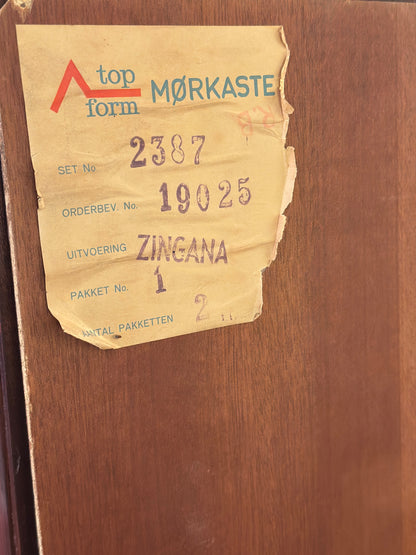 top
form MØRKASTE
SET No 2387
ORDERBEV. No. 19025
UITVOERING ZINGANA
PAKKET No. 1
AANTAL PAKKETTEN 2